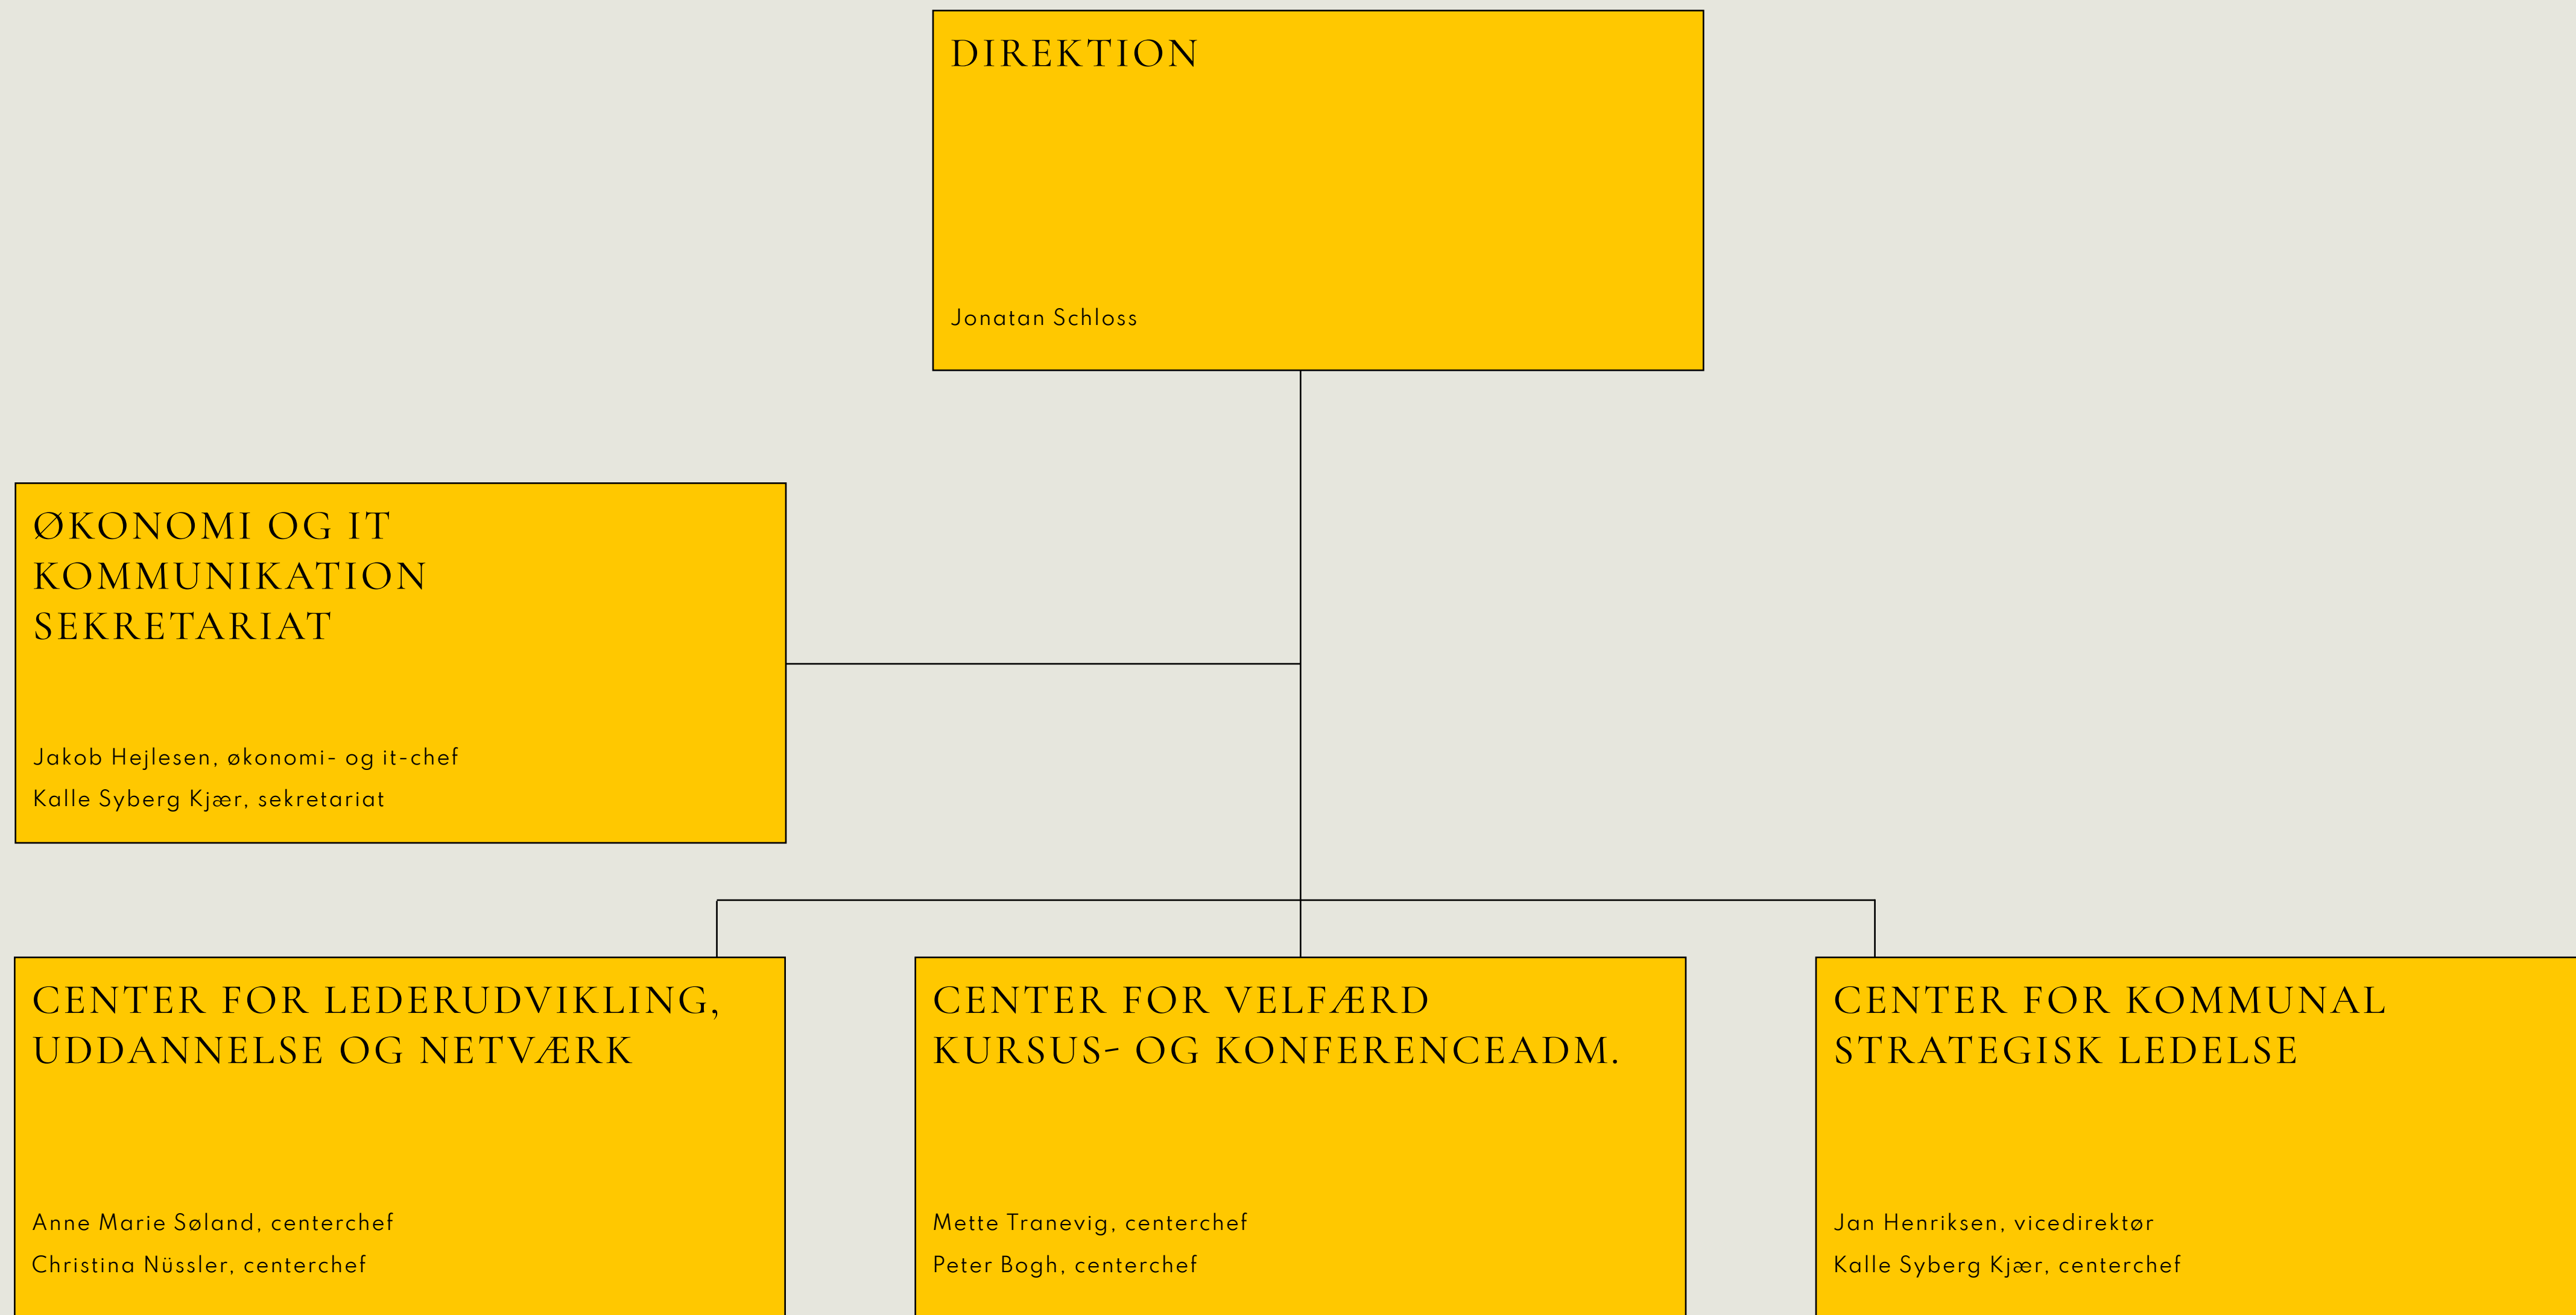 DIREKTION
Jonatan Schloss
ØKONOMI OG IT
KOMMUNIKATION
SEKRETARIAT
Jakob Hejlesen, økonomi- og it-chef
Kalle Syberg Kjær, sekretariat
CENTER FOR LEDERUDVIKLING,
UDDANNELSE OG NETVÆRK
Anne Marie Søland, centerchef
Christina Nüssler, centerchef
CENTER FOR VELFÆRD
KURSUS- OG KONFERENCEADM.
Mette Tranevig, centerchef
Peter Bogh, centerchef
CENTER FOR KOMMUNAL
STRATEGISK LEDELSE
Jan Henriksen, vicedirektør
Kalle Syberg Kjær, centerchef